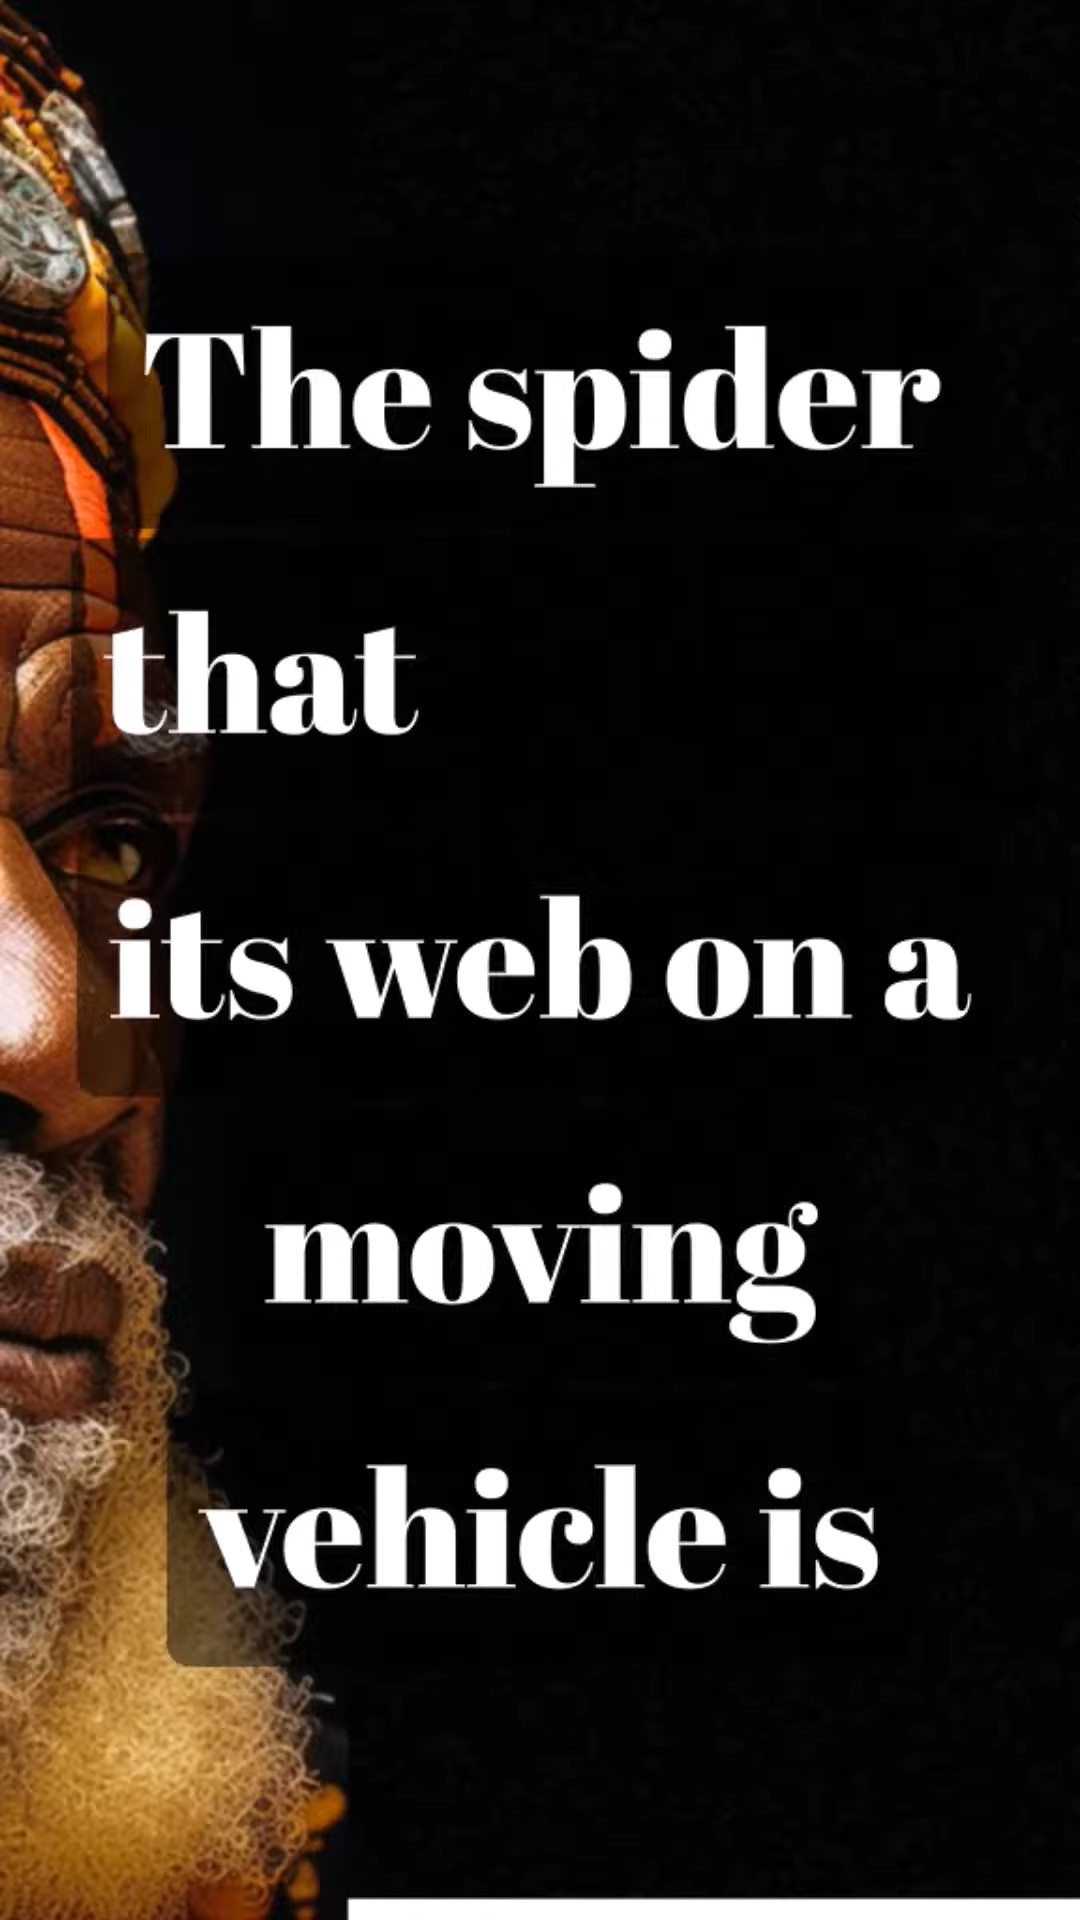 The spider
that
its web on a
moving
vehicle is